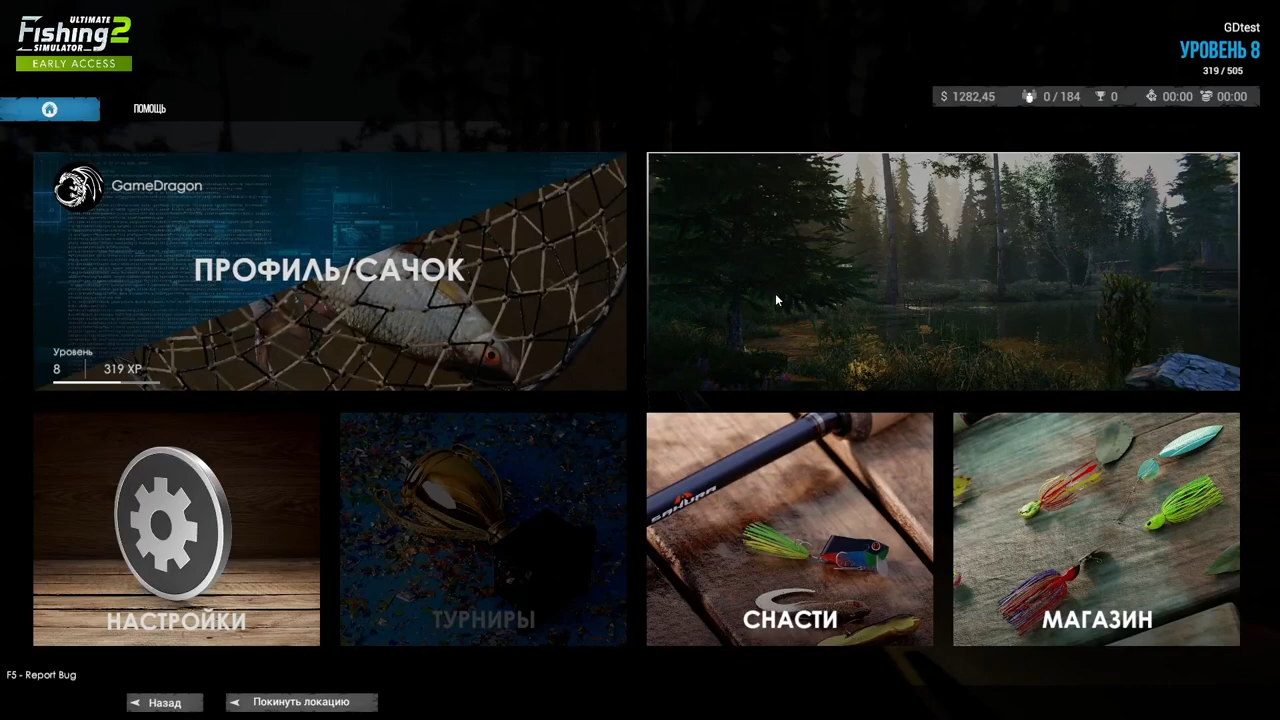 ULTIMATE
Fishing 2
SIMULATOR
EARLY ACCESS
GDtest
УРОВЕНЬ 8
319 / 505
ПОМОЩЬ
$ 1282,45 0 / 184 0 00:00 00:00
GameDragon
ПРОФИЛЬ/САЧОК
Уровень
8 319 XP
SAKURA
НАСТРОЙКИ
ТУРНИРЫ
СНАСТИ
МАГАЗИН
F5 - Report Bug
Назад
Покинуть локацию